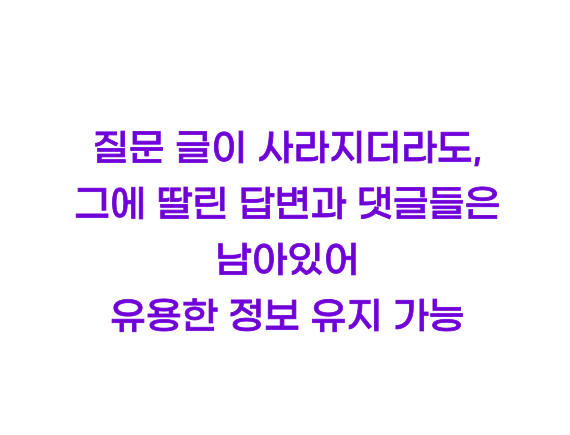 질문 글이 사라지더라도,
그에 딸린 답변과 댓글들은
남아있어
유용한 정보 유지 가능